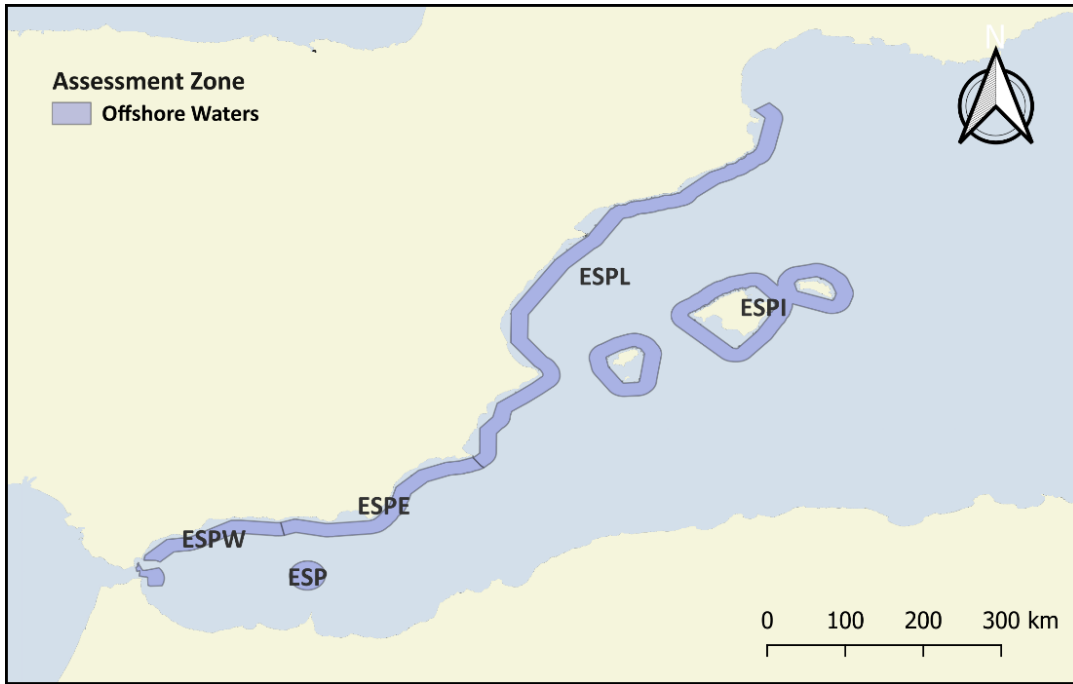 N
Assessment Zone
Offshore Waters
ESPL
ESPI
ESPE
ESPW
ESP
0 100 200 300 km